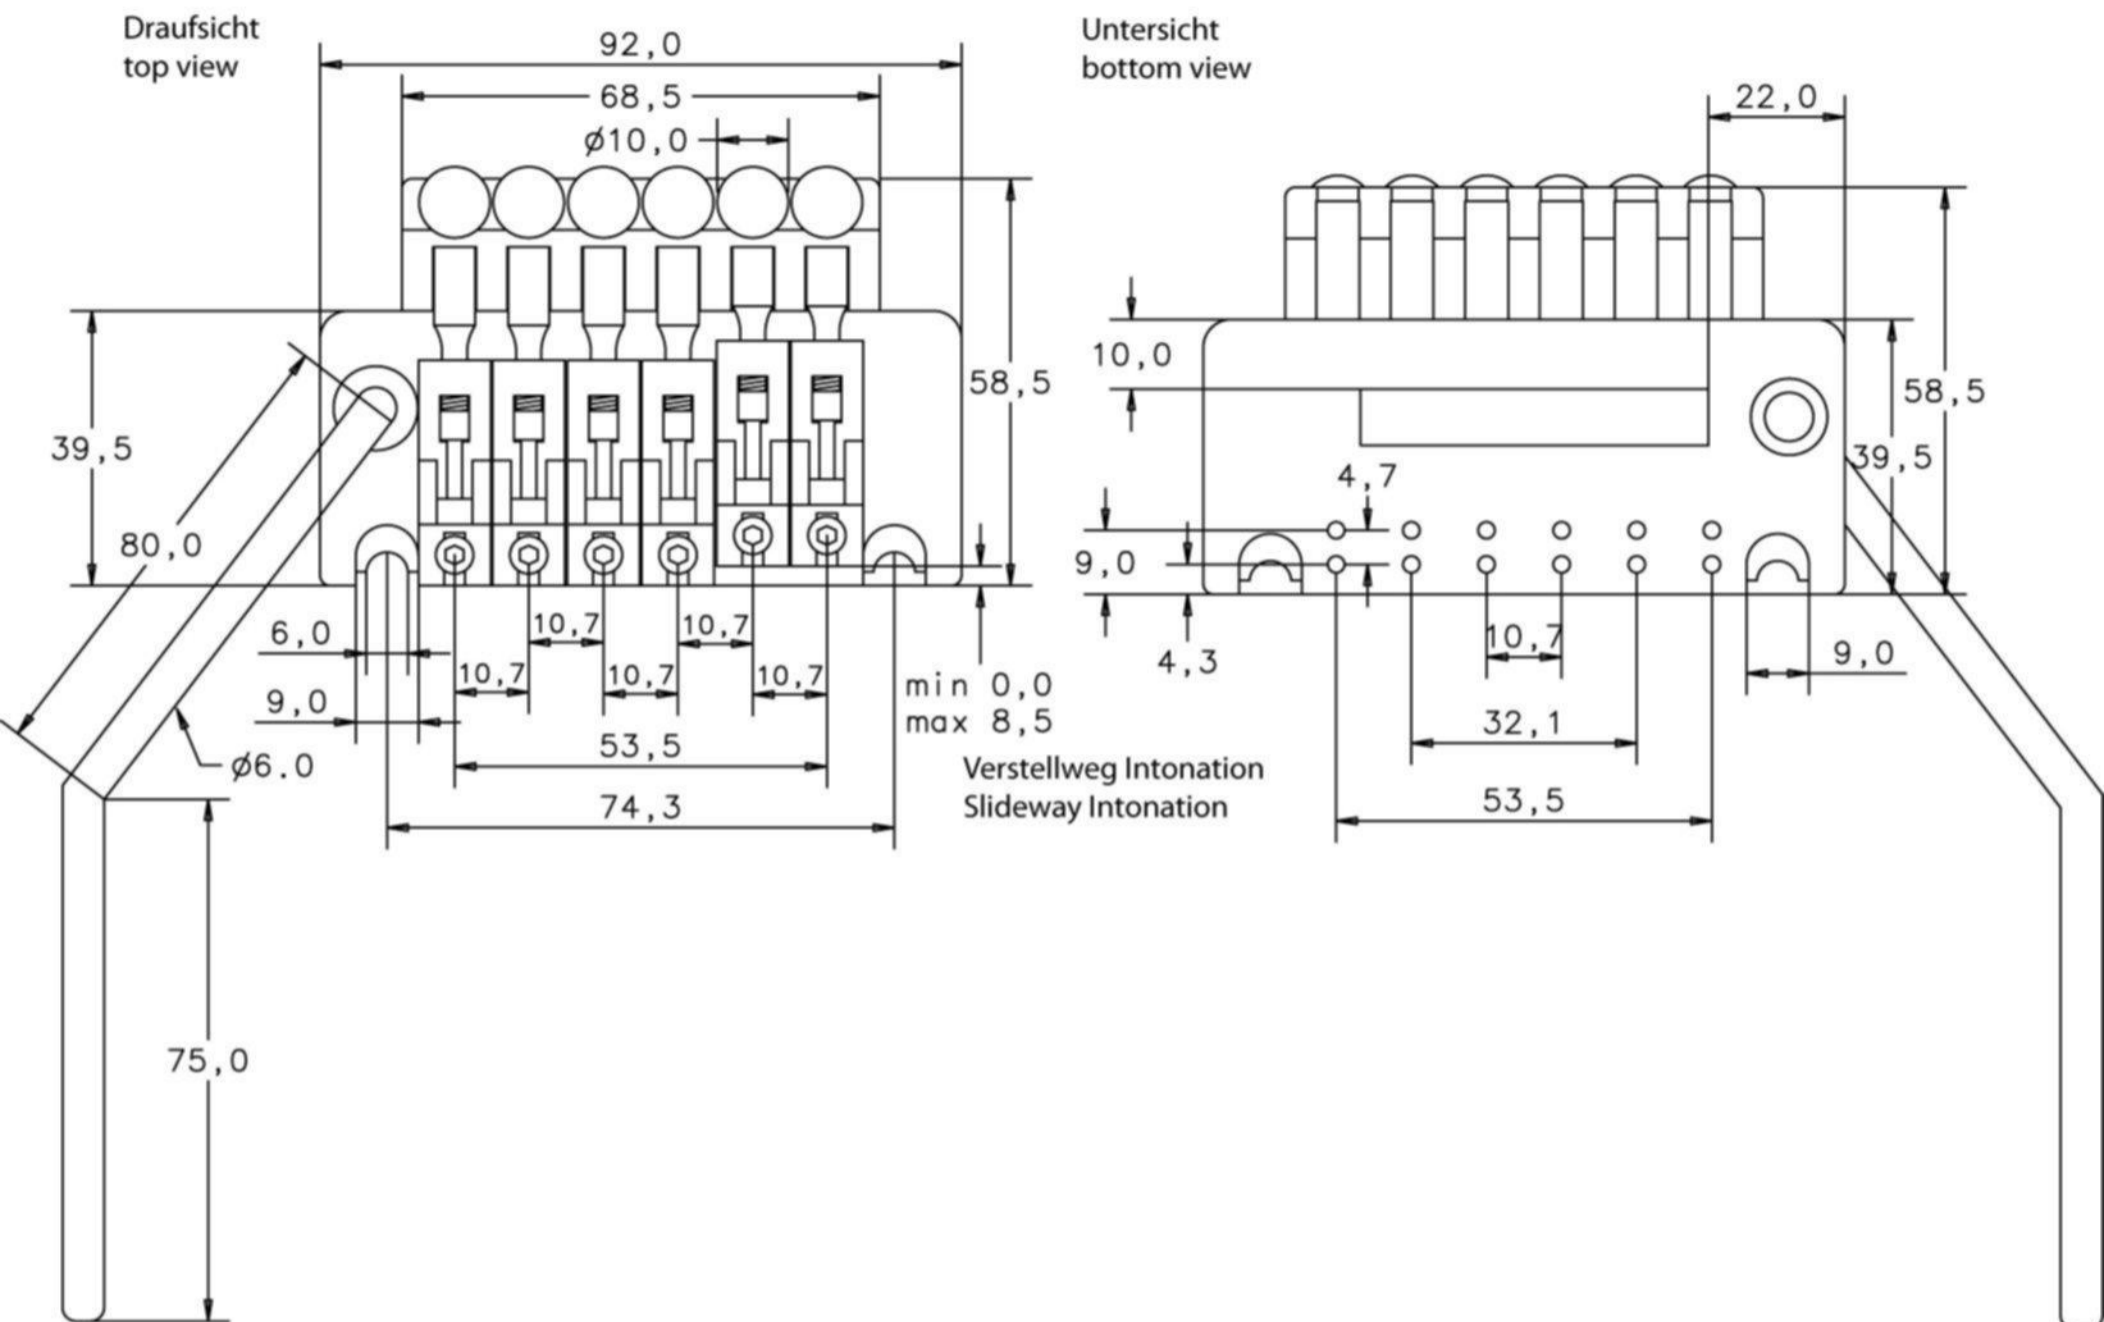 Draufsicht
top view
92,0
68,5
ø10,0
39,5
58,5
80,0
6,0
9,0
10,7
10,7
10,7
10,7
10,7
min 0,0
max 8,5
53,5
ø6.0
74,3
Verstellweg Intonation
Slideway Intonation
75,0
Untersicht
bottom view
22,0
10,0
58,5
39,5
4,7
9,0
4,3
10,7
9,0
32,1
53,5